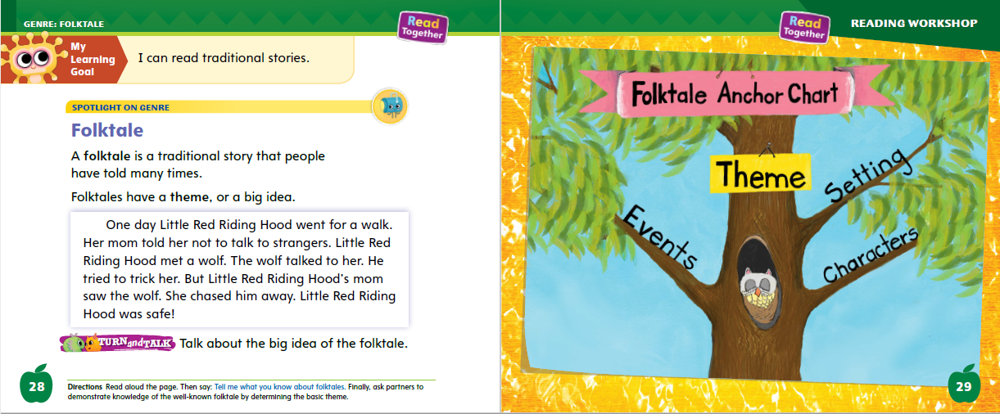 GENRE: FOLKTALE
Read
Together
My
Learning
Goal
I can read traditional stories.
SPOTLIGHT ON GENRE
Folktale
A folktale is a traditional story that people
have told many times.
Folktales have a theme, or a big idea.
One day Little Red Riding Hood went for a walk.
Her mom told her not to talk to strangers. Little Red
Riding Hood met a wolf. The wolf talked to her. He
tried to trick her. But Little Red Riding Hood’s mom
saw the wolf. She chased him away. Little Red Riding
Hood was safe!
TURN and TALK Talk about the big idea of the folktale.
28
Directions Read aloud the page. Then say: Tell me what you know about folktales. Finally, ask partners to
demonstrate knowledge of the well-known folktale by determining the basic theme.
Read
Together
READING WORKSHOP
Folktale Anchor Chart
Theme
Setting
Events
Characters
29